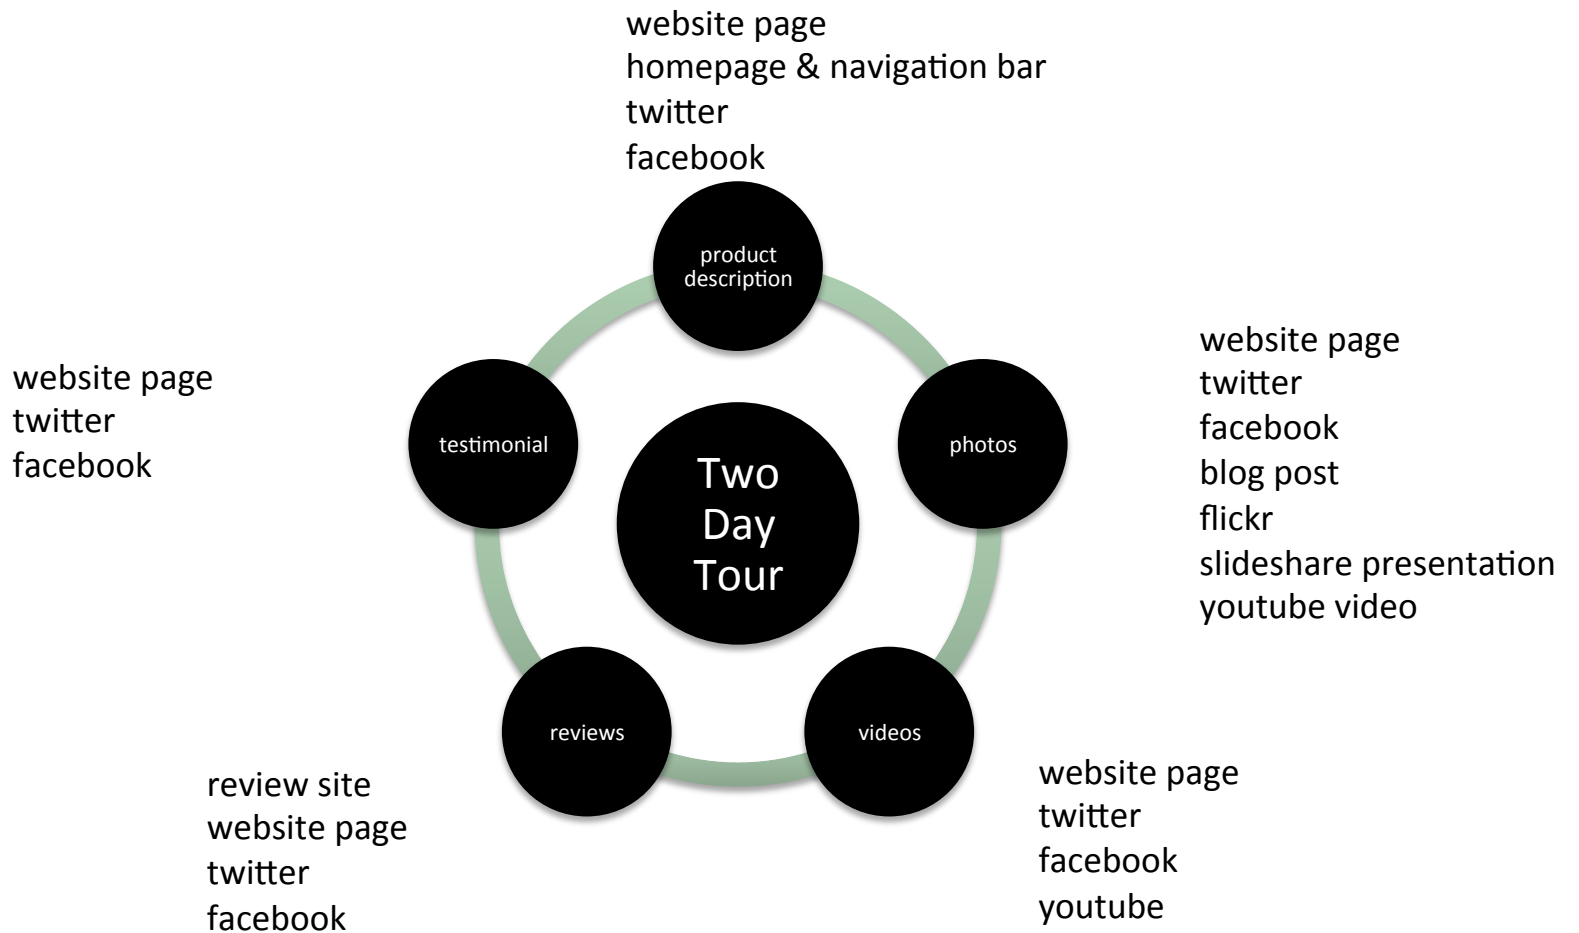 website page
homepage & navigation bar
twitter
facebook
product
description
website page
twitter
facebook
blog post
flickr
slideshare presentation
youtube video
photos
website page
twitter
facebook
testimonial
Two
Day
Tour
reviews
videos
review site
website page
twitter
facebook
website page
twitter
facebook
youtube